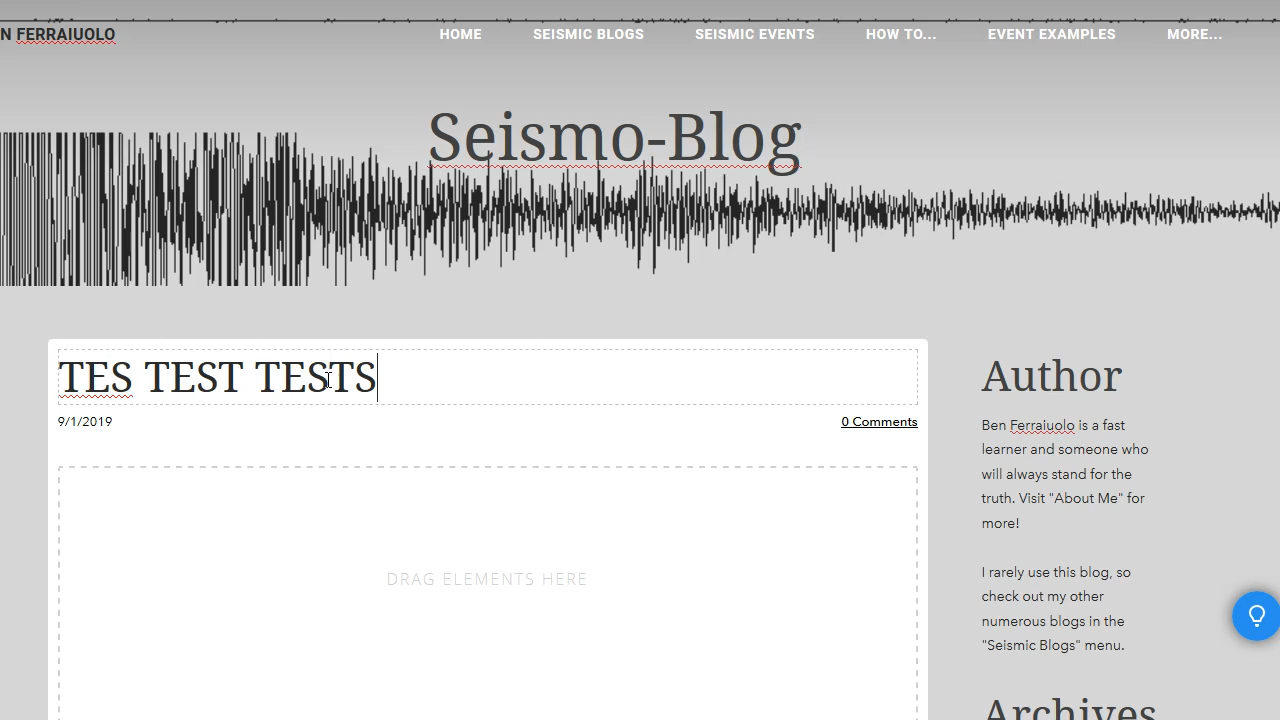 N FERRAIUOLO
HOME SEISMIC BLOGS SEISMIC EVENTS HOW TO... EVENT EXAMPLES MORE...
Seismo-Blog
TES TEST TESTS
9/1/2019
0 Comments
DRAG ELEMENTS HERE
Author
Ben Ferraiuolo is a fast
learner and someone who
will always stand for the
truth. Visit "About Me" for
more!
I rarely use this blog, so
check out my other
numerous blogs in the
"Seismic Blogs" menu.
Archives